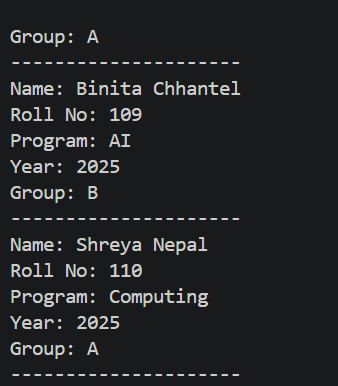 Group: A
---------------------
Name: Binita Chhantel
Roll No: 109
Program: AI
Year: 2025
Group: B
---------------------
Name: Shreya Nepal
Roll No: 110
Program: Computing
Year: 2025
Group: A
---------------------